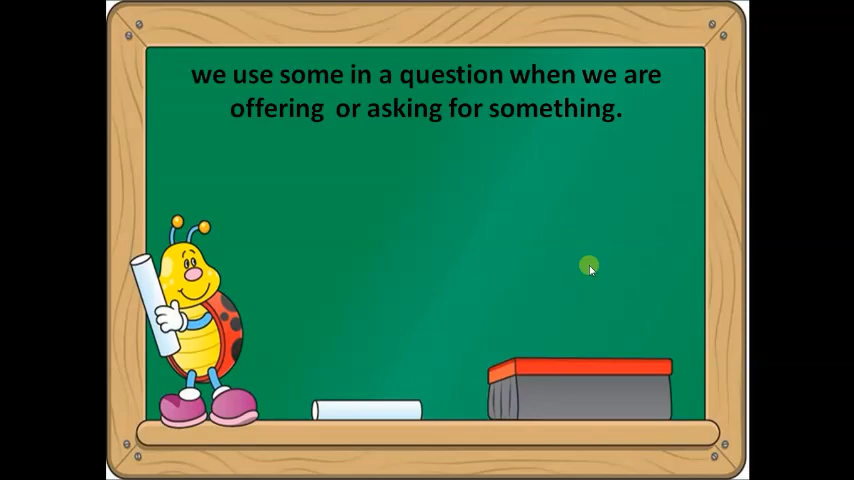 we use some in a question when we are
offering or asking for something.